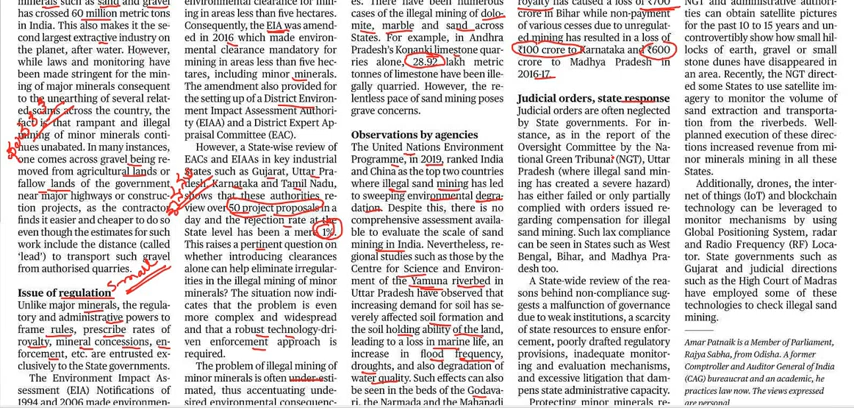 minerals such as sand and gravel
has crossed 60 million metric tons
in India. This also makes it the se-
cond largest extractive industry on
the planet, after water. However,
while laws and monitoring have
been made stringent for the min-
ing of major minerals consequent
to the unearthing of several relat-
ed scams across the country, the
fact is that rampant and illegal
mining of minor minerals conti-
nues unabated. In many instances,
one comes across gravel being re-
moved from agricultural lands or
fallow lands of the government
near major highways or construc-
tion projects, as the contractor
finds it easier and cheaper to do so
even though the estimates for such
work include the distance (called
'lead') to transport such gravel
from authorised quarries.
small
Issue of regulation
Unlike major minerals, the regula-
tory and administrative powers to
frame rules, prescribe rates of
royalty, mineral concessions, en-
forcement, etc. are entrusted ex-
clusively to the State governments.
The Environment Impact As-
sessment (EIA) Notifications of
1994 and 2006 made environmen-
environmental clearance for min-
ing in areas less than five hectares.
Consequently, the EIA was amend-
ed in 2016 which made environ-
mental clearance mandatory for
mining in areas less than five hec-
tares, including minor minerals.
The amendment also provided for
the setting up of a District Environ-
ment Impact Assessment Authori-
ty (EIAA) and a District Expert Ap-
praisal Committee (EAC).
However, a State-wise review of
EACs and EIAAs in key industrial
States such as Gujarat, Uttar Pra-
desh, Karnataka and Tamil Nadu,
shows that these authorities re-
view over 50 project proposals in a
day and the rejection rate at the
State level has been a mere 1%.
This raises a pertinent question on
whether introducing clearances
alone can help eliminate irregular-
ities in the illegal mining of minor
minerals? The situation now indi-
cates that the problem is even
more complex and widespread
and that a robust technology-dri-
ven enforcement approach is
required.
The problem of illegal mining of
minor minerals is often under-esti-
mated, thus accentuating unde-
sired environmental consequenc-
es. There have been numerous
cases of the illegal mining of dolo-
mite, marble and sand across
States. For example, in Andhra
Pradesh's Konanki limestone quar-
ries alone, 28.92 lakh metric
tonnes of limestone have been ille-
gally quarried. However, the re-
lentless pace of sand mining poses
grave concerns.
Observations by agencies
The United Nations Environment
Programme, in 2019, ranked India
and China as the top two countries
where illegal sand mining has led
to sweeping environmental degra-
dation. Despite this, there is no
comprehensive assessment availa-
ble to evaluate the scale of sand
mining in India. Nevertheless, re-
gional studies such as those by the
Centre for Science and Environ-
ment of the Yamuna riverbed in
Uttar Pradesh have observed that
increasing demand for soil has se-
verely affected soil formation and
the soil holding ability of the land,
leading to a loss in marine life, an
increase in flood frequency,
droughts, and also degradation of
water quality. Such effects can also
be seen in the beds of the Godava-
ri, the Narmada and the Mahanadi
royalty has caused a loss of ₹700
crore in Bihar while non-payment
of various cesses due to unregulat-
ed mining has resulted in a loss of
₹100 crore to Karnataka and ₹600
crore to Madhya Pradesh in
2016-17.
Judicial orders, state response
Judicial orders are often neglected
by State governments. For in-
stance, as in the report of the
Oversight Committee by the Na-
tional Green Tribunal (NGT), Uttar
Pradesh (where illegal sand min-
ing has created a severe hazard)
has either failed or only partially
complied with orders issued re-
garding compensation for illegal
sand mining. Such lax compliance
can be seen in States such as West
Bengal, Bihar, and Madhya Pra-
desh too.
A State-wide review of the rea-
sons behind non-compliance sug-
gests a malfunction of governance
due to weak institutions, a scarcity
of state resources to ensure enfor-
cement, poorly drafted regulatory
provisions, inadequate monitor-
ing and evaluation mechanisms,
and excessive litigation that dam-
pens state administrative capacity.
Protecting minor minerals re-
NGT and administrative authori-
ties can obtain satellite pictures
for the past 10 to 15 years and un-
controvertibly show how small hil-
locks of earth, gravel or small
stone dunes have disappeared in
an area. Recently, the NGT direct-
ed some States to use satellite im-
agery to monitor the volume of
sand extraction and transporta-
tion from the riverbeds. Well-
planned execution of these direc-
tions increased revenue from mi-
nor minerals mining in all these
States.
Additionally, drones, the inter-
net of things (IoT) and blockchain
technology can be leveraged to
monitor mechanisms by using
Global Positioning System, radar
and Radio Frequency (RF) Loca-
tor. State governments such as
Gujarat and judicial directions
such as the High Court of Madras
have employed some of these
technologies to check illegal sand
mining.
Amar Patnaik is a Member of Parliament,
Rajya Sabha, from Odisha. A former
Comptroller and Auditor General of India
(CAG) bureaucrat and an academic, he
practices law now. The views expressed
are personal